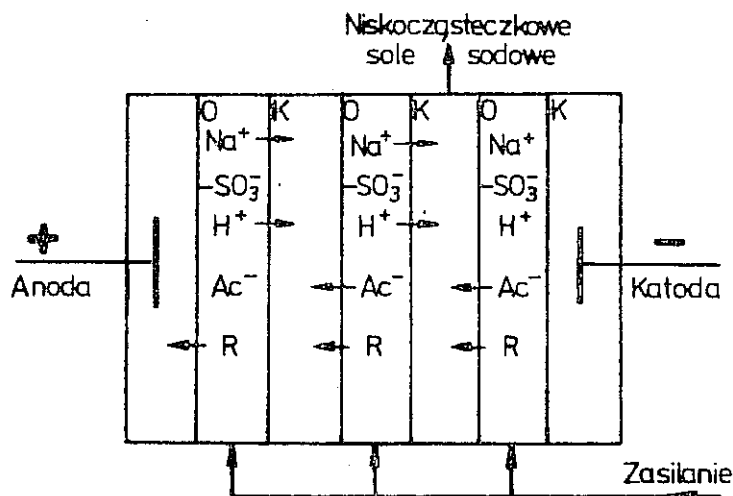 Niskocząsteczkowe
sole sodowe
O K O K O K
Na⁺ Na⁺ Na⁺
-SO₃⁻ -SO₃⁻ -SO₃⁻
H⁺ H⁺ H⁺
+ −
Anoda Ac⁻ Ac⁻ Ac⁻ Katoda
R R R
Zasilanie